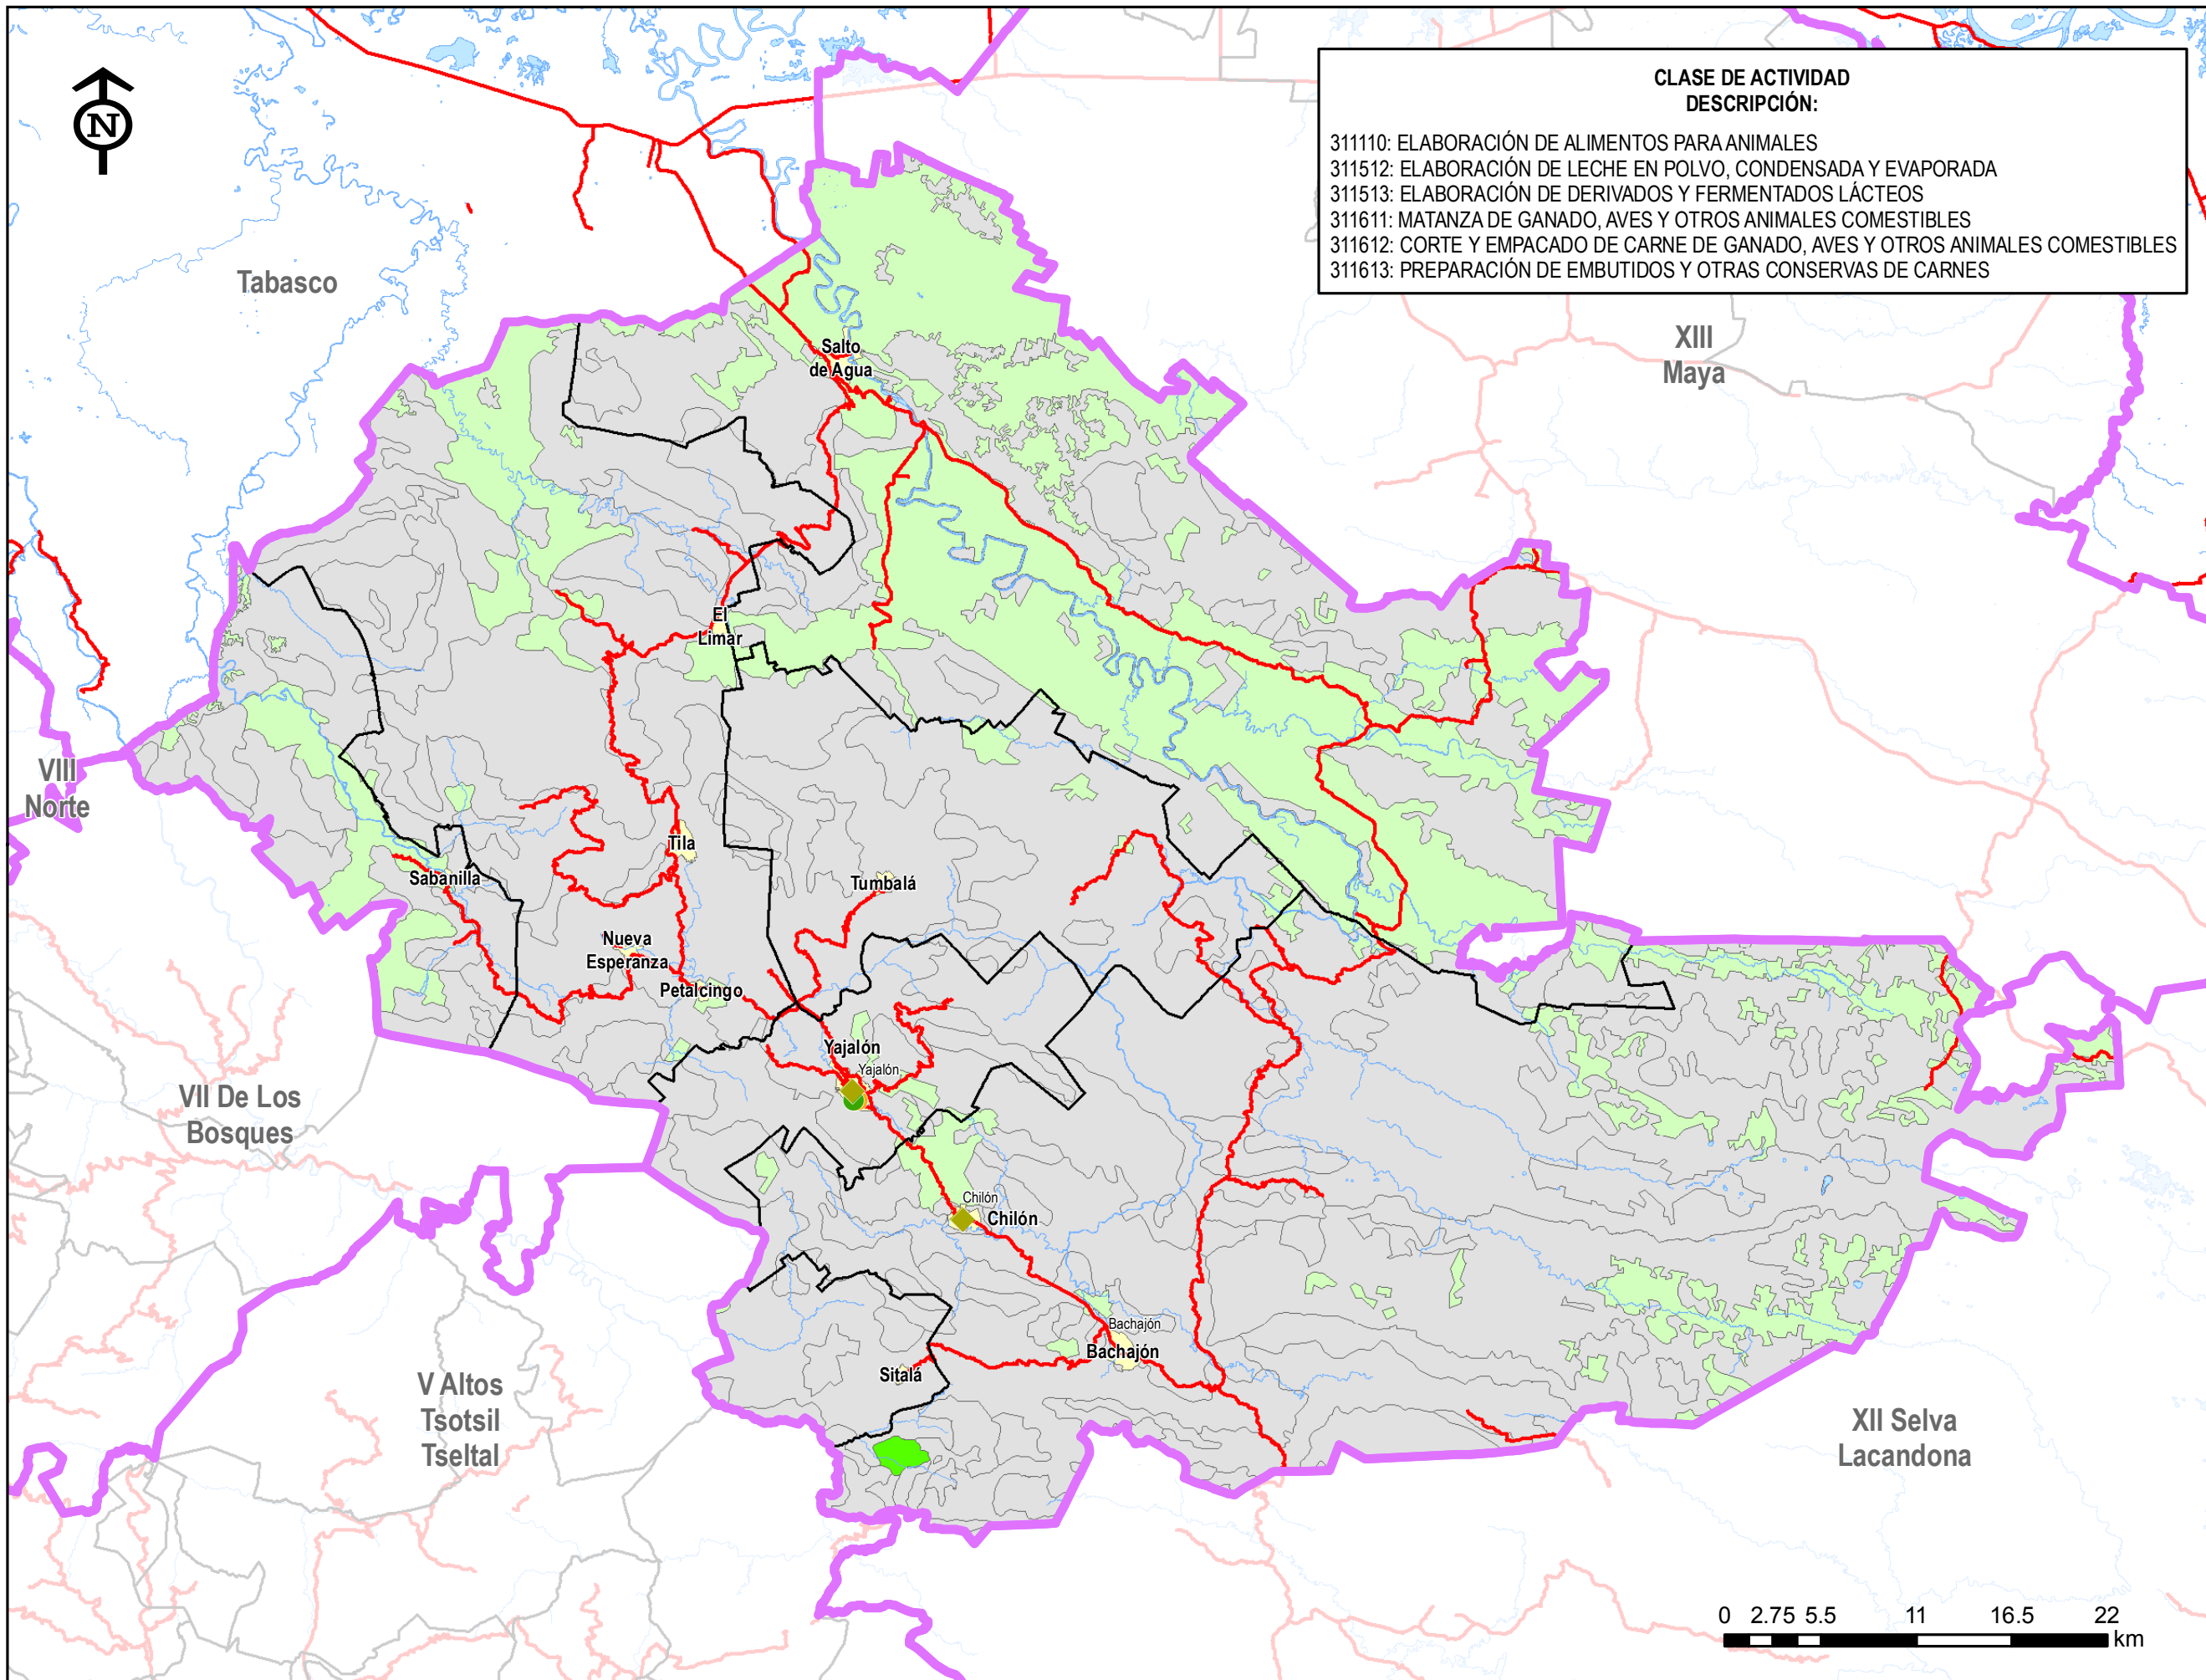 CLASE DE ACTIVIDAD
DESCRIPCIÓN:
311110: ELABORACIÓN DE ALIMENTOS PARA ANIMALES
311512: ELABORACIÓN DE LECHE EN POLVO, CONDENSADA Y EVAPORADA
311513: ELABORACIÓN DE DERIVADOS Y FERMENTADOS LÁCTEOS
311611: MATANZA DE GANADO, AVES Y OTROS ANIMALES COMESTIBLES
311612: CORTE Y EMPACADO DE CARNE DE GANADO, AVES Y OTROS ANIMALES COMESTIBLES
311613: PREPARACIÓN DE EMBUTIDOS Y OTRAS CONSERVAS DE CARNES
N
Tabasco
Salto
de Agua
XIII
Maya
El
Limar
VIII
Norte
Tila
Sabanilla
Tumbalá
Nueva
Esperanza
Petalcingo
Yajalón
Yajalón
VII De Los
Bosques
Chilón
Chilón
Bachajón
Bachajón
Sitalá
V Altos
Tsotsil
Tseltal
XII Selva
Lacandona
0 2.75 5.5 11 16.5 22
km